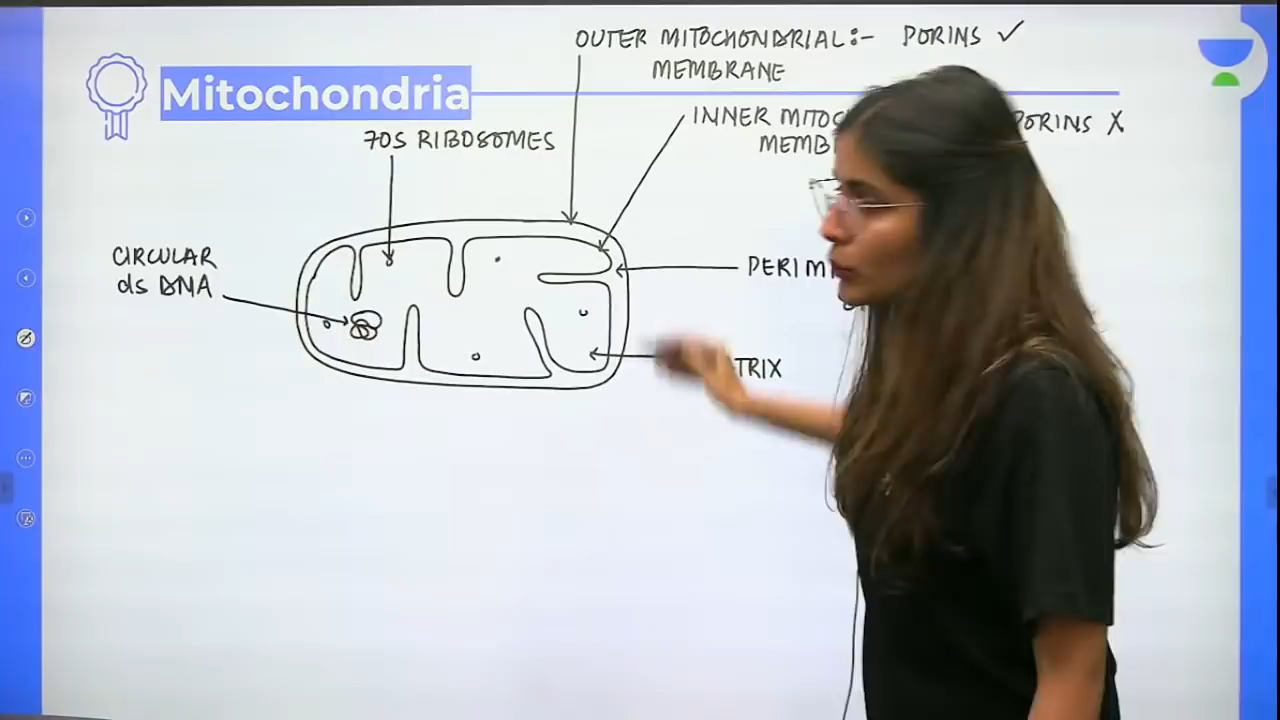 OUTER MITOCHONDRIAL:- PORINS ✓
MEMBRANE
Mitochondria
INNER MITOC
PORINS X
MEMB
70S RIBOSOMES
CIRCULAR
ds DNA
PERIM
TRIX